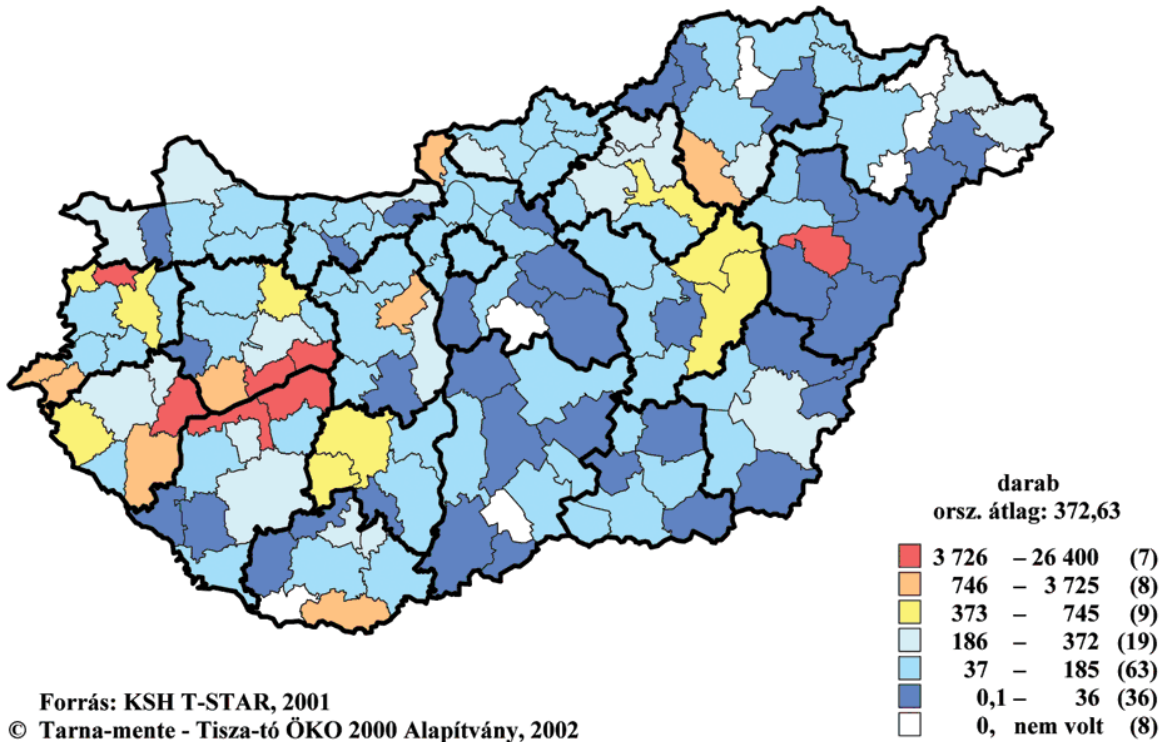 darab
orsz. átlag: 372,63
3 726 – 26 400 (7)
746 – 3 725 (8)
373 – 745 (9)
186 – 372 (19)
37 – 185 (63)
0,1 – 36 (36)
0, nem volt (8)
Forrás: KSH T-STAR, 2001
© Tarna-mente - Tisza-tó ÖKO 2000 Alapítvány, 2002